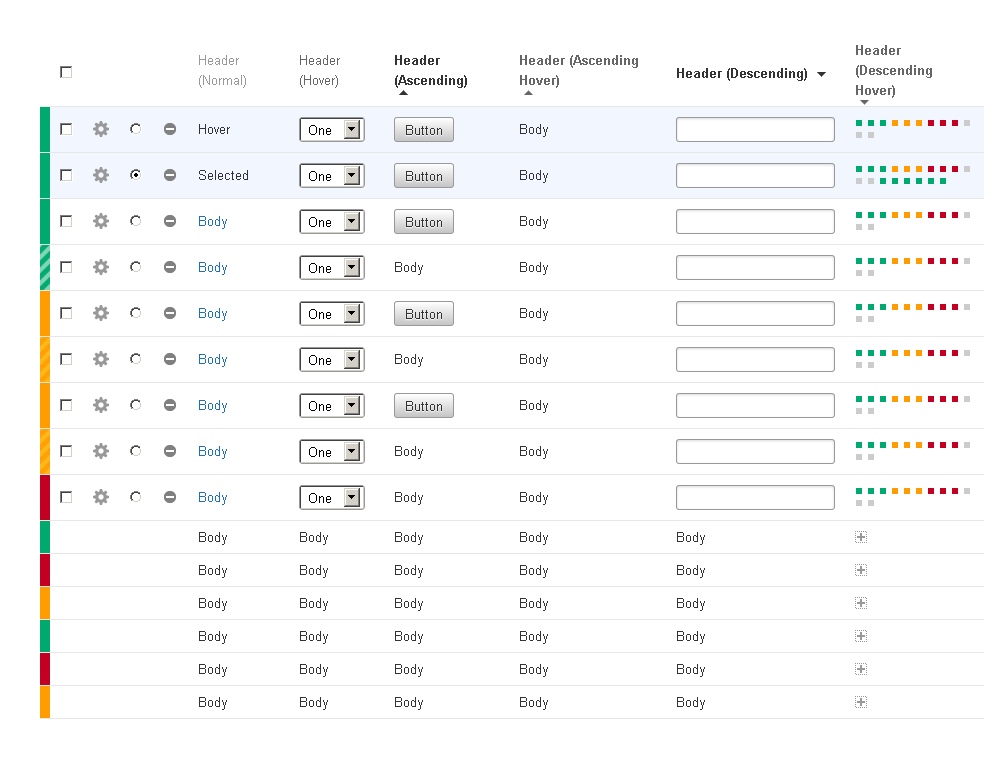 Header (Normal)
Header (Hover)
Header (Ascending)
Header (Ascending Hover)
Header (Descending)
Header (Descending Hover)
Hover One Button Body
Selected One Button Body
Body One Button Body
Body One Body Body
Body One Button Body
Body One Body Body
Body One Button Body
Body One Body Body
Body One Body Body
Body Body Body Body Body
Body Body Body Body Body
Body Body Body Body Body
Body Body Body Body Body
Body Body Body Body Body
Body Body Body Body Body